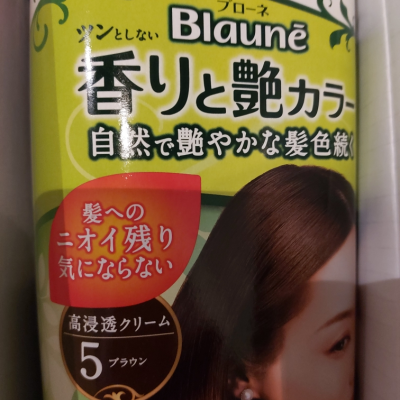 ブローネ
Blauné
ツンとしない
香りと艶カラー
自然で艶やかな髪色続く
髪への
ニオイ残り
気にならない
高浸透クリーム
5 ブラウン